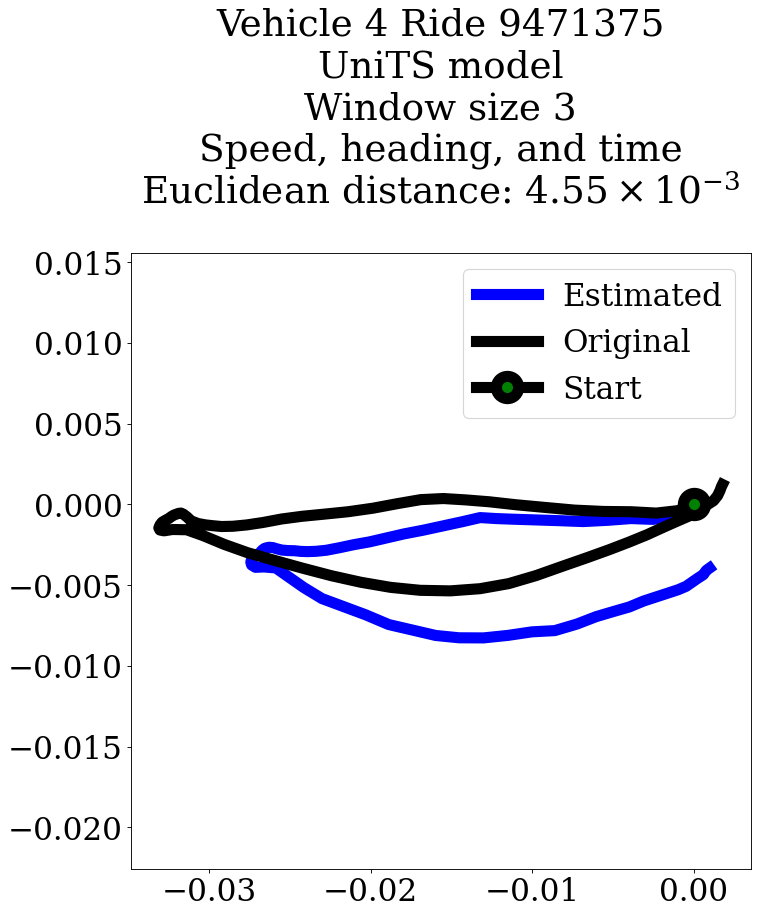 Vehicle 4 Ride 9471375
UniTS model
Window size 3
Speed, heading, and time
Euclidean distance: 4.55 × 10⁻³
0.015
0.010
0.005
0.000
−0.005
−0.010
−0.015
−0.020
Estimated
Original
Start
−0.03 −0.02 −0.01 0.00